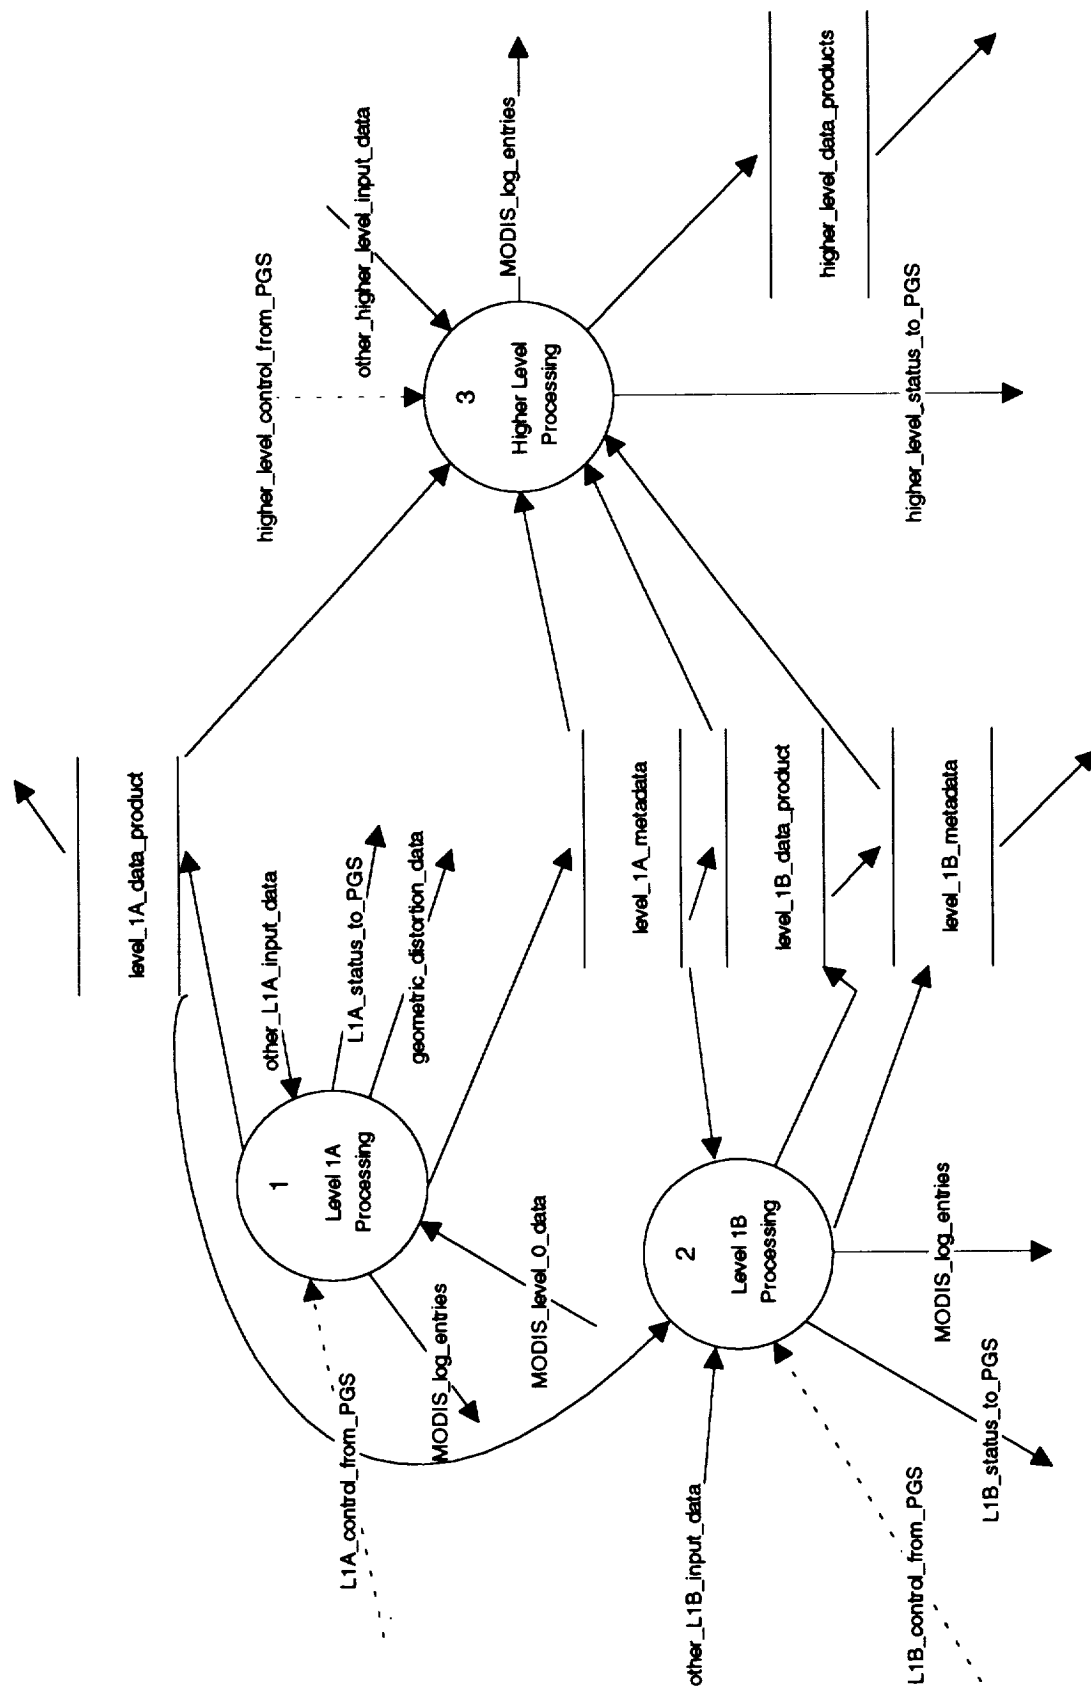 level_1A_data_product
higher_level_control_from_PGS
other_L1A_input_data
other_higher_level_input_data
1
Level 1A
Processing
L1A_control_from_PGS
L1A_status_to_PGS
geometric_distortion_data
MODIS_log_entries
3
Higher Level
Processing
MODIS_log_entries
MODIS_level_0_data
level_1A_metadata
other_L1B_input_data
2
Level 1B
Processing
level_1B_data_product
higher_level_data_products
L1B_control_from_PGS
MODIS_log_entries
level_1B_metadata
higher_level_status_to_PGS
L1B_status_to_PGS